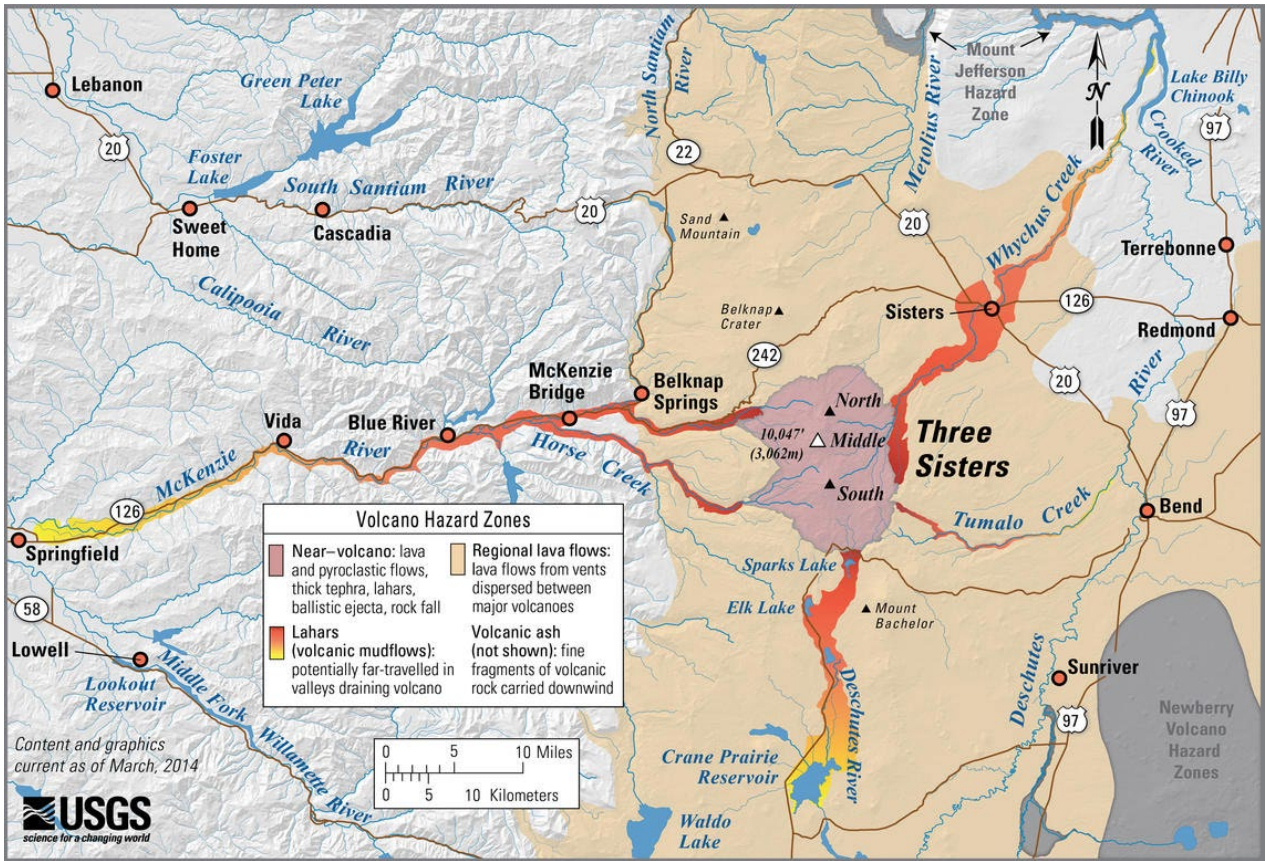 Lebanon
20
Green Peter
Lake
Foster
Lake
South Santiam River
Sweet
Home
Cascadia
20
Calipooia
River
North Santiam
River
22
Metolius River
Mount
Jefferson
Hazard
Zone
N
Lake Billy
Chinook
97
Crooked
River
Whychus Creek
20
Sand
Mountain
Terrebonne
126
Sisters
Redmond
Belknap
Crater
242
20
River
97
McKenzie
Bridge
Belknap
Springs
Vida
Blue River
North
10,047'
(3,062m)
Middle
South
Three
Sisters
McKenzie
River
Horse Creek
126
Springfield
Tumalo Creek
Bend
58
Lowell
Lookout
Reservoir
Middle Fork
Willamette River
Volcano Hazard Zones
Near–volcano: lava
and pyroclastic flows,
thick tephra, lahars,
ballistic ejecta, rock fall
Regional lava flows:
lava flows from vents
dispersed between
major volcanoes
Lahars
(volcanic mudflows):
potentially far-travelled in
valleys draining volcano
Volcanic ash
(not shown): fine
fragments of volcanic
rock carried downwind
Sparks Lake
Elk Lake
Mount
Bachelor
Deschutes River
Deschutes
Sunriver
97
Newberry
Volcano
Hazard
Zones
Crane Prairie
Reservoir
Waldo
Lake
0 5 10 Miles
0 5 10 Kilometers
Content and graphics
current as of March, 2014
USGS
science for a changing world